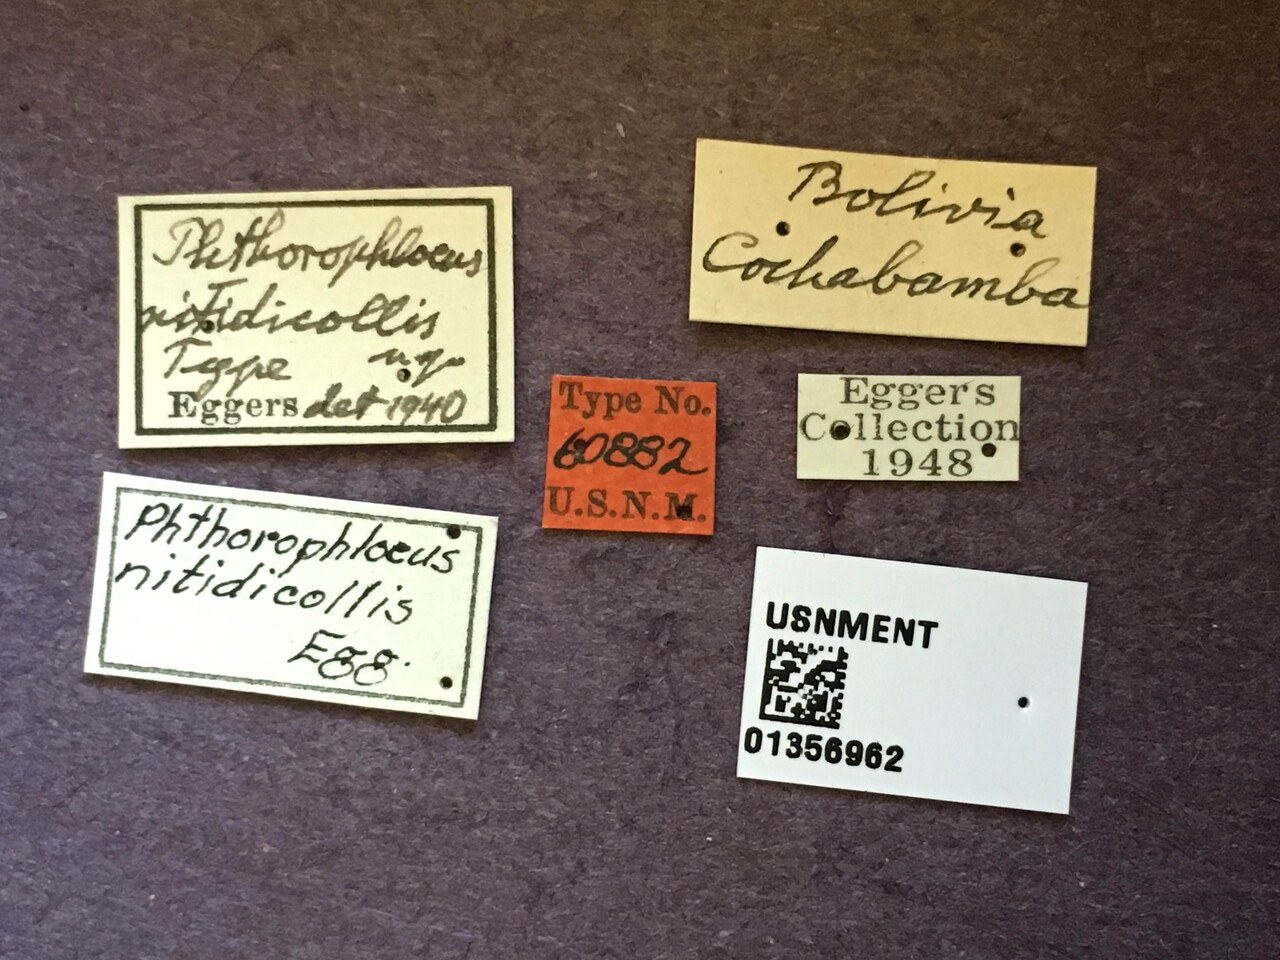 Phthorophloeus
nitidicollis
Type n. sp.
Eggers det 1940
Bolivia
Cochabamba
Type No.
60882
U.S.N.M.
Eggers
Collection
1948
Phthorophloeus
nitidicollis
Egg.
USNMENT
01356962